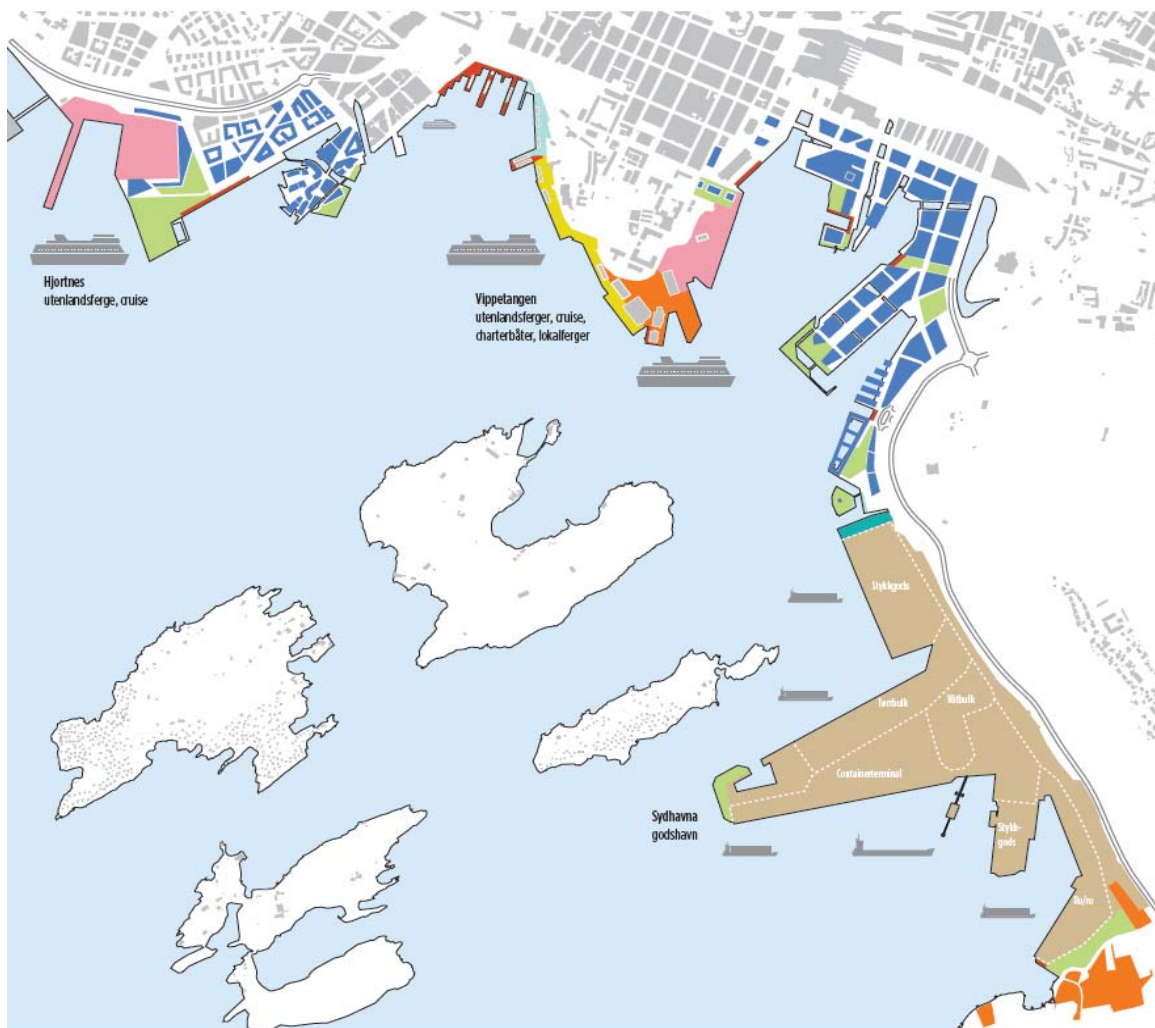 Hjortnes
utenlandsferge, cruise
Vippetangen
utenlandsferger, cruise,
charterbåter, lokalferger
Stykkgods
Tørrbulk
Våtbulk
Containerterminal
Sydhavna
godshavn
Stykk-
gods
Ro/ro